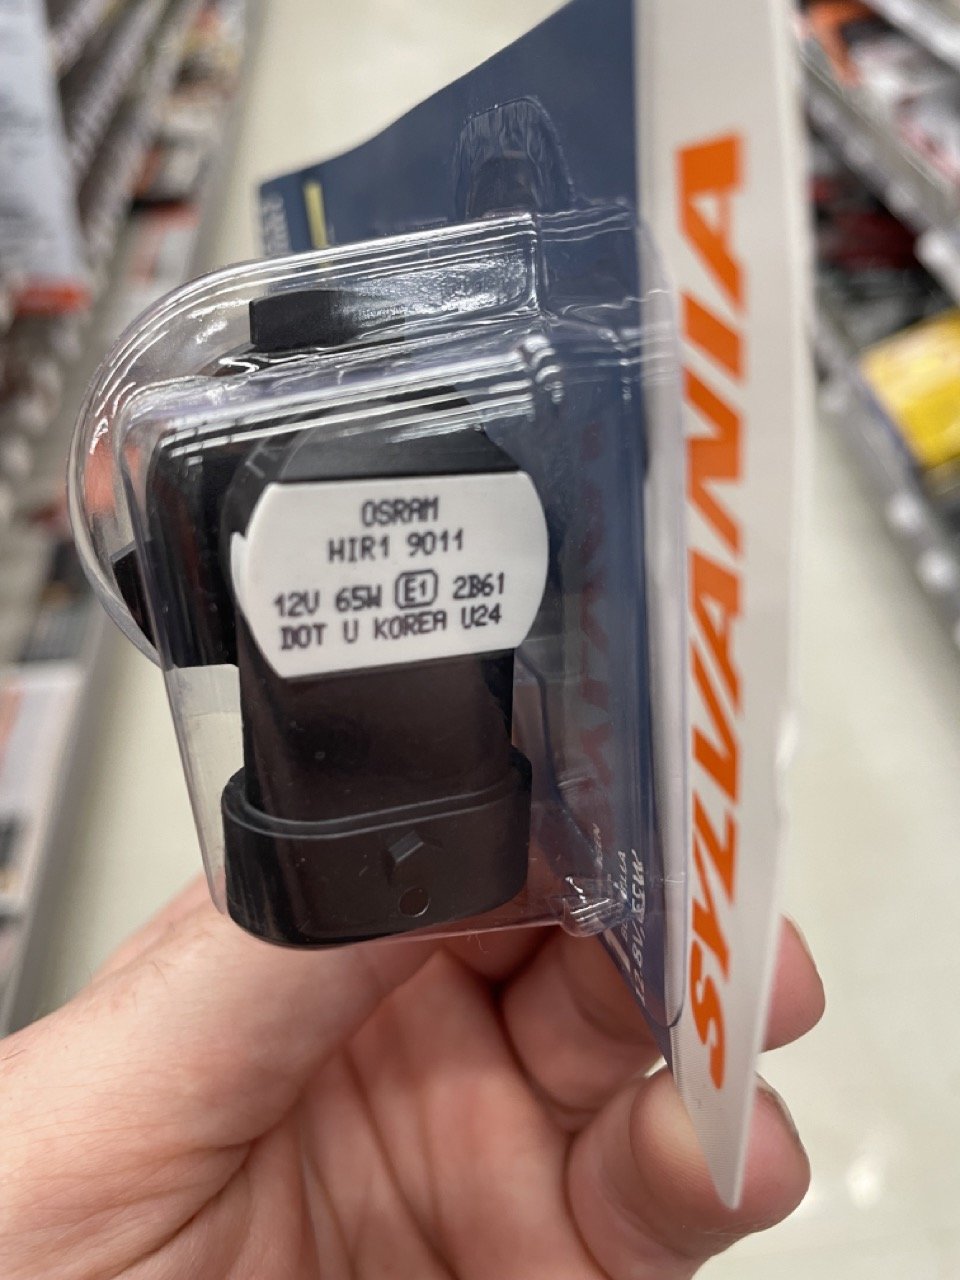 OSRAM
HIR1 9011
12V 65W E1 2B61
DOT U KOREA U24
SYLVANIA